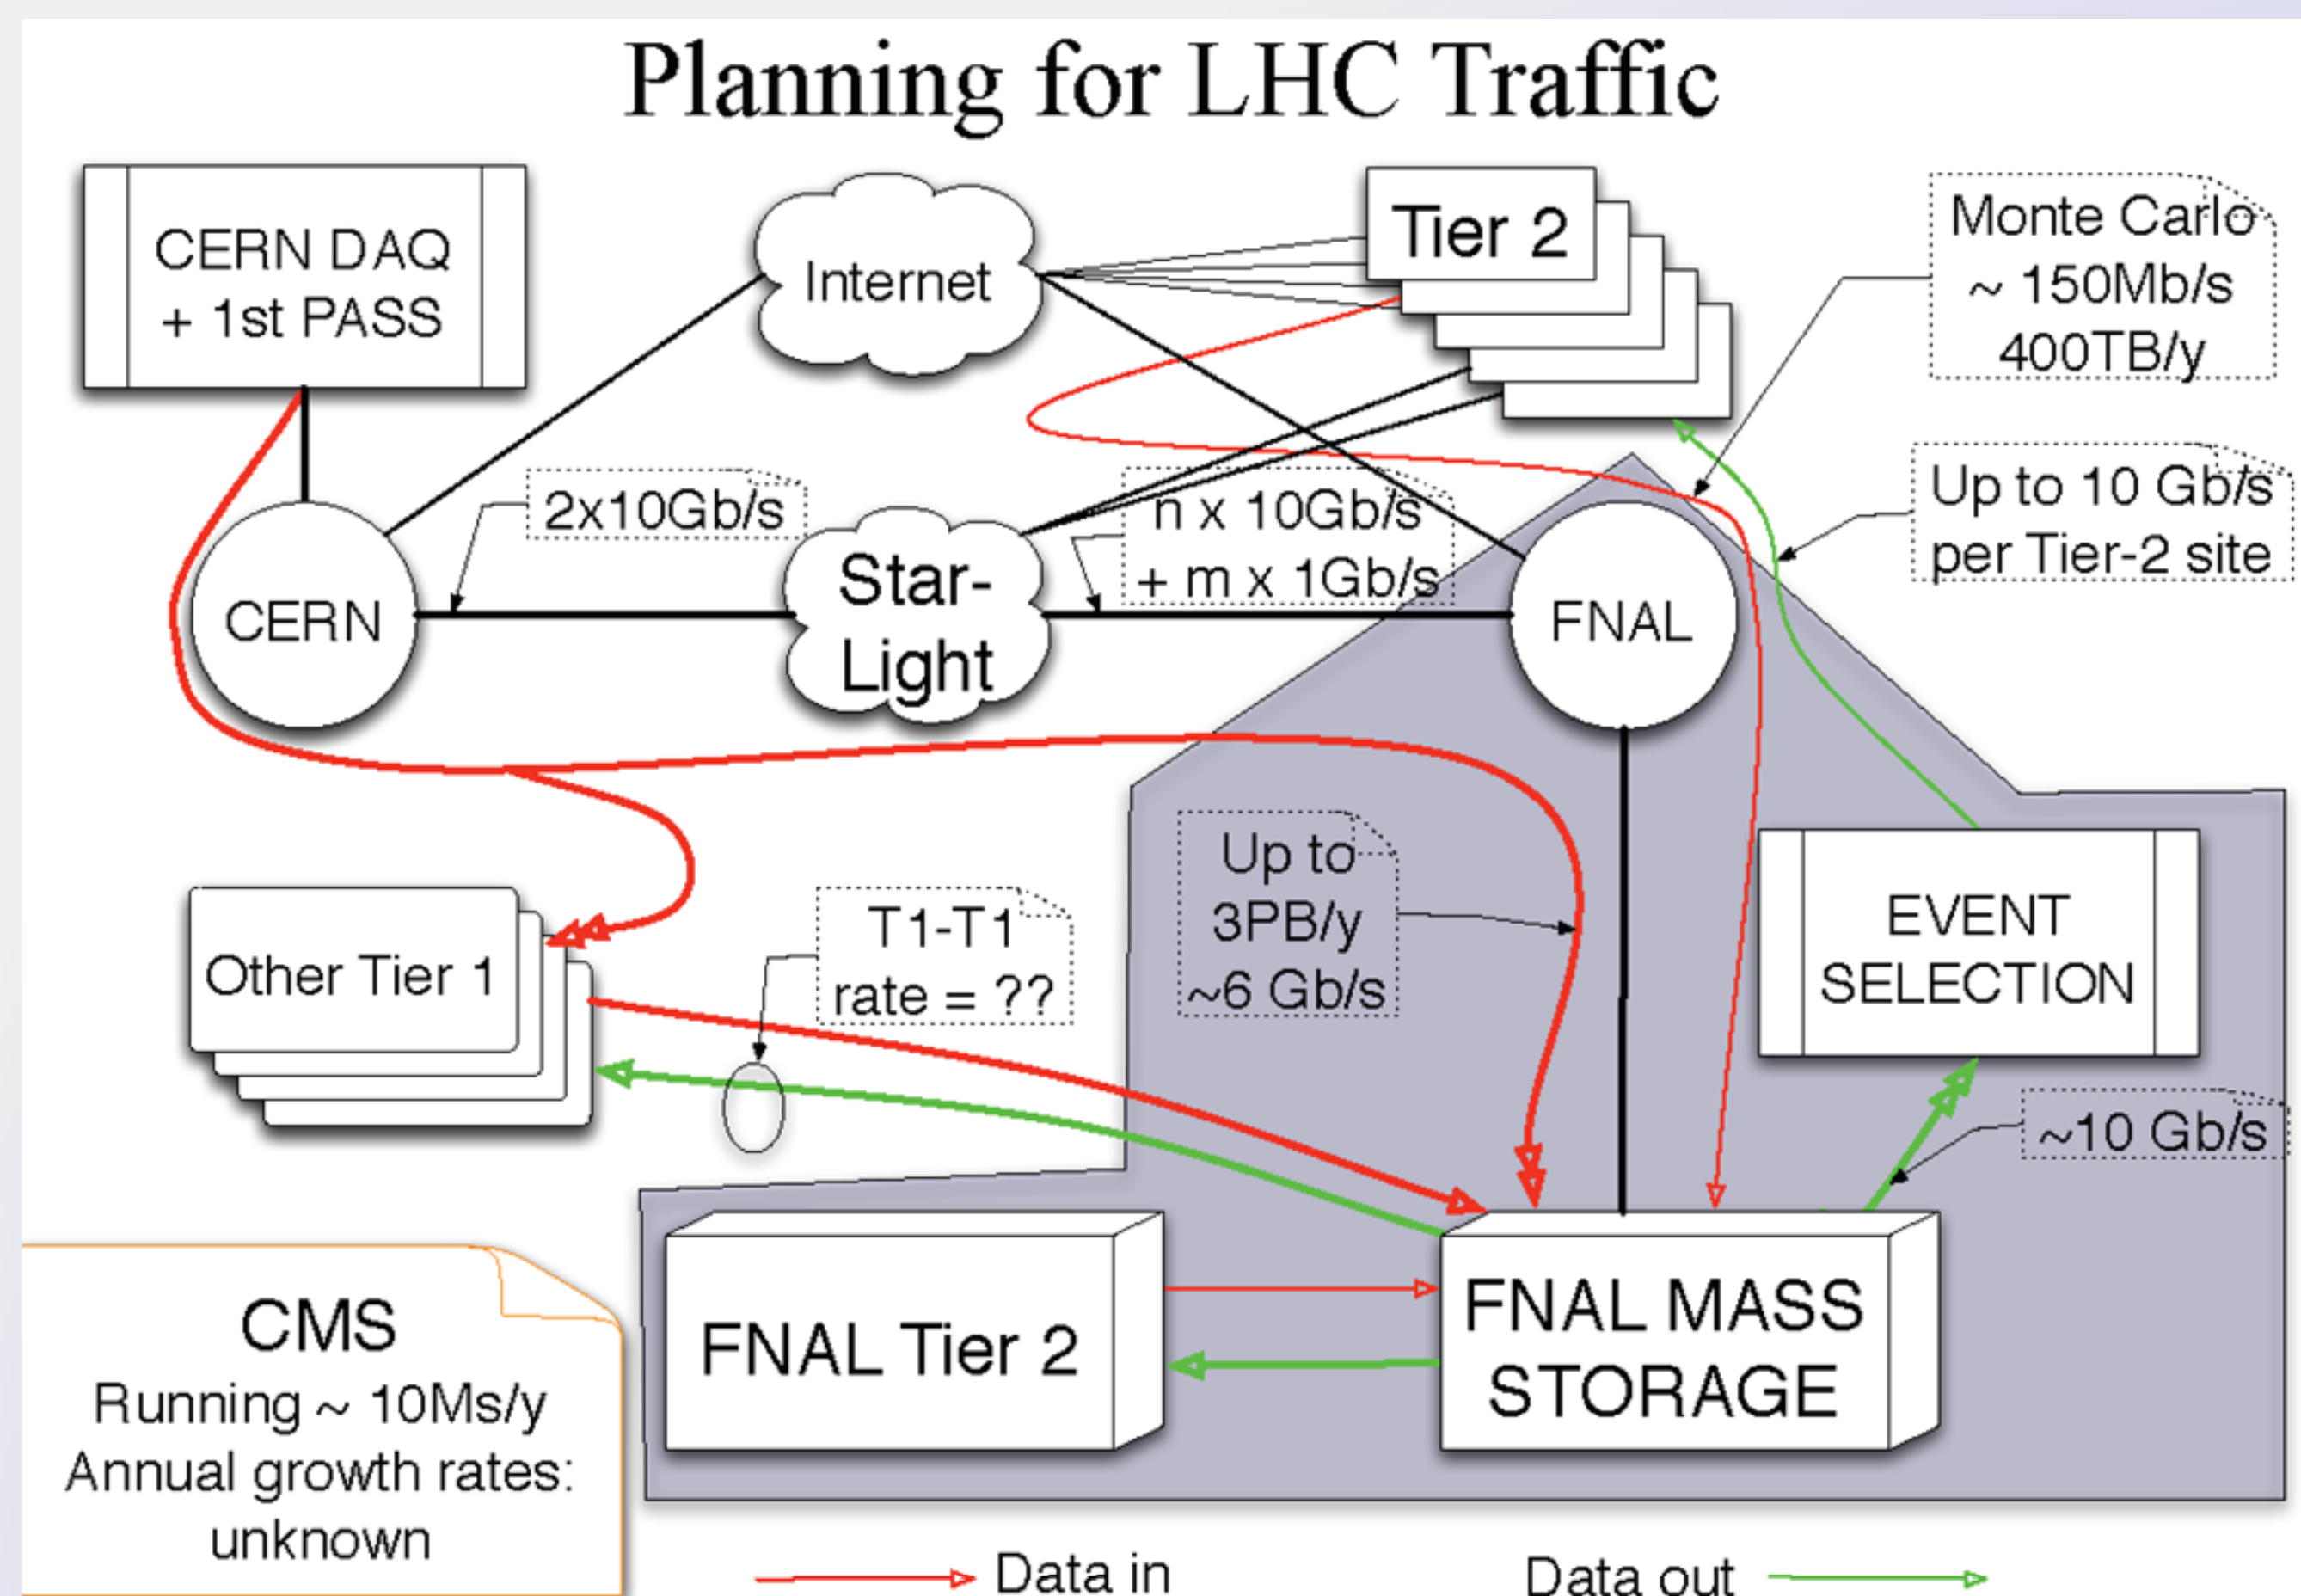 Planning for LHC Traffic
CERN DAQ
+ 1st PASS
Internet
Tier 2
Monte Carlo
~ 150Mb/s
400TB/y
2x10Gb/s
n x 10Gb/s
+ m x 1Gb/s
Up to 10 Gb/s
per Tier-2 site
CERN
Star-
Light
FNAL
Other Tier 1
T1-T1
rate = ??
Up to
3PB/y
~6 Gb/s
EVENT
SELECTION
~10 Gb/s
FNAL Tier 2
FNAL MASS
STORAGE
CMS
Running ~ 10Ms/y
Annual growth rates:
unknown
Data in
Data out